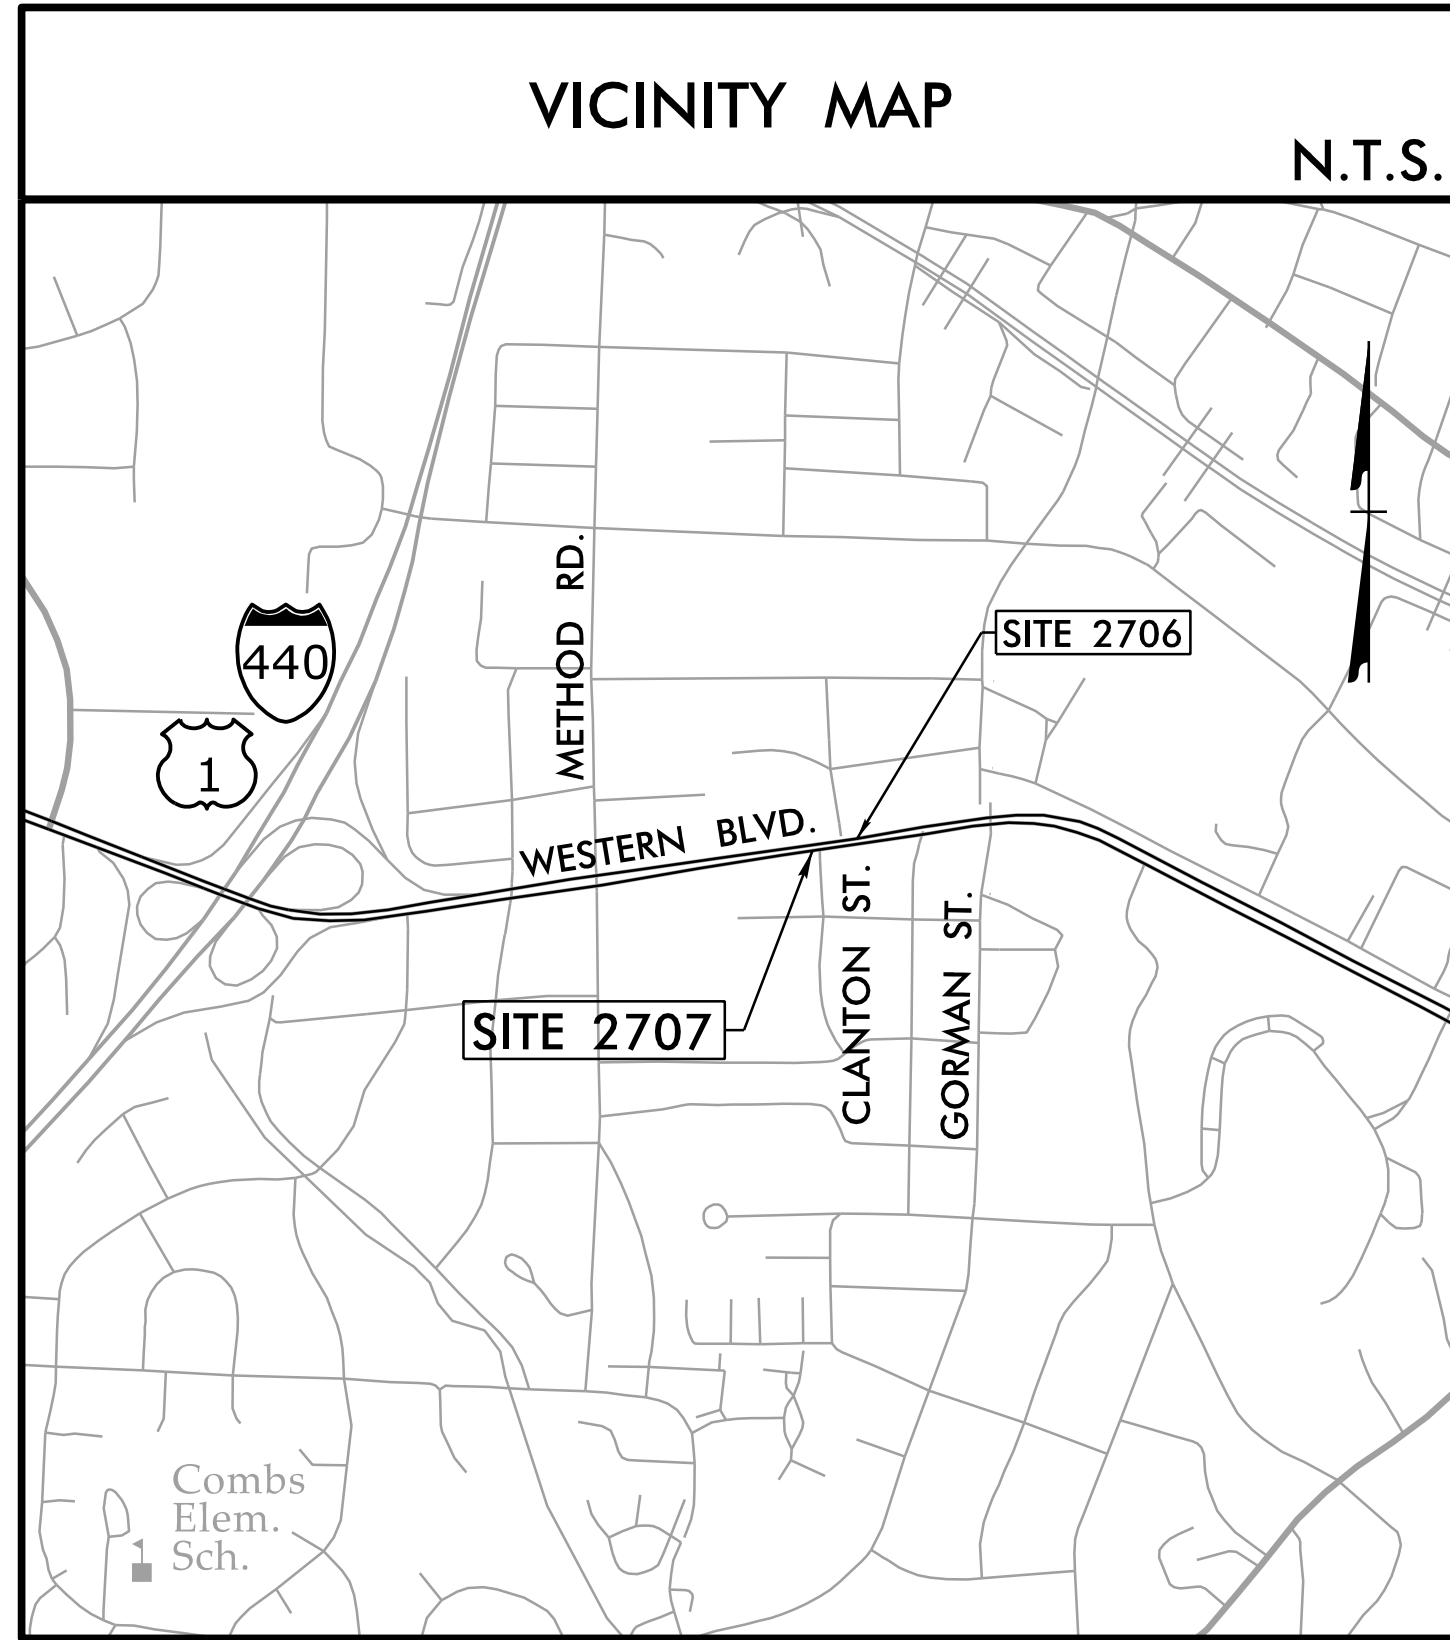 VICINITY MAP
N.T.S.
METHOD RD.
440
SITE 2706
1
WESTERN BLVD.
CLANTON ST.
GORMAN ST.
SITE 2707
Combs
Elem.
Sch.